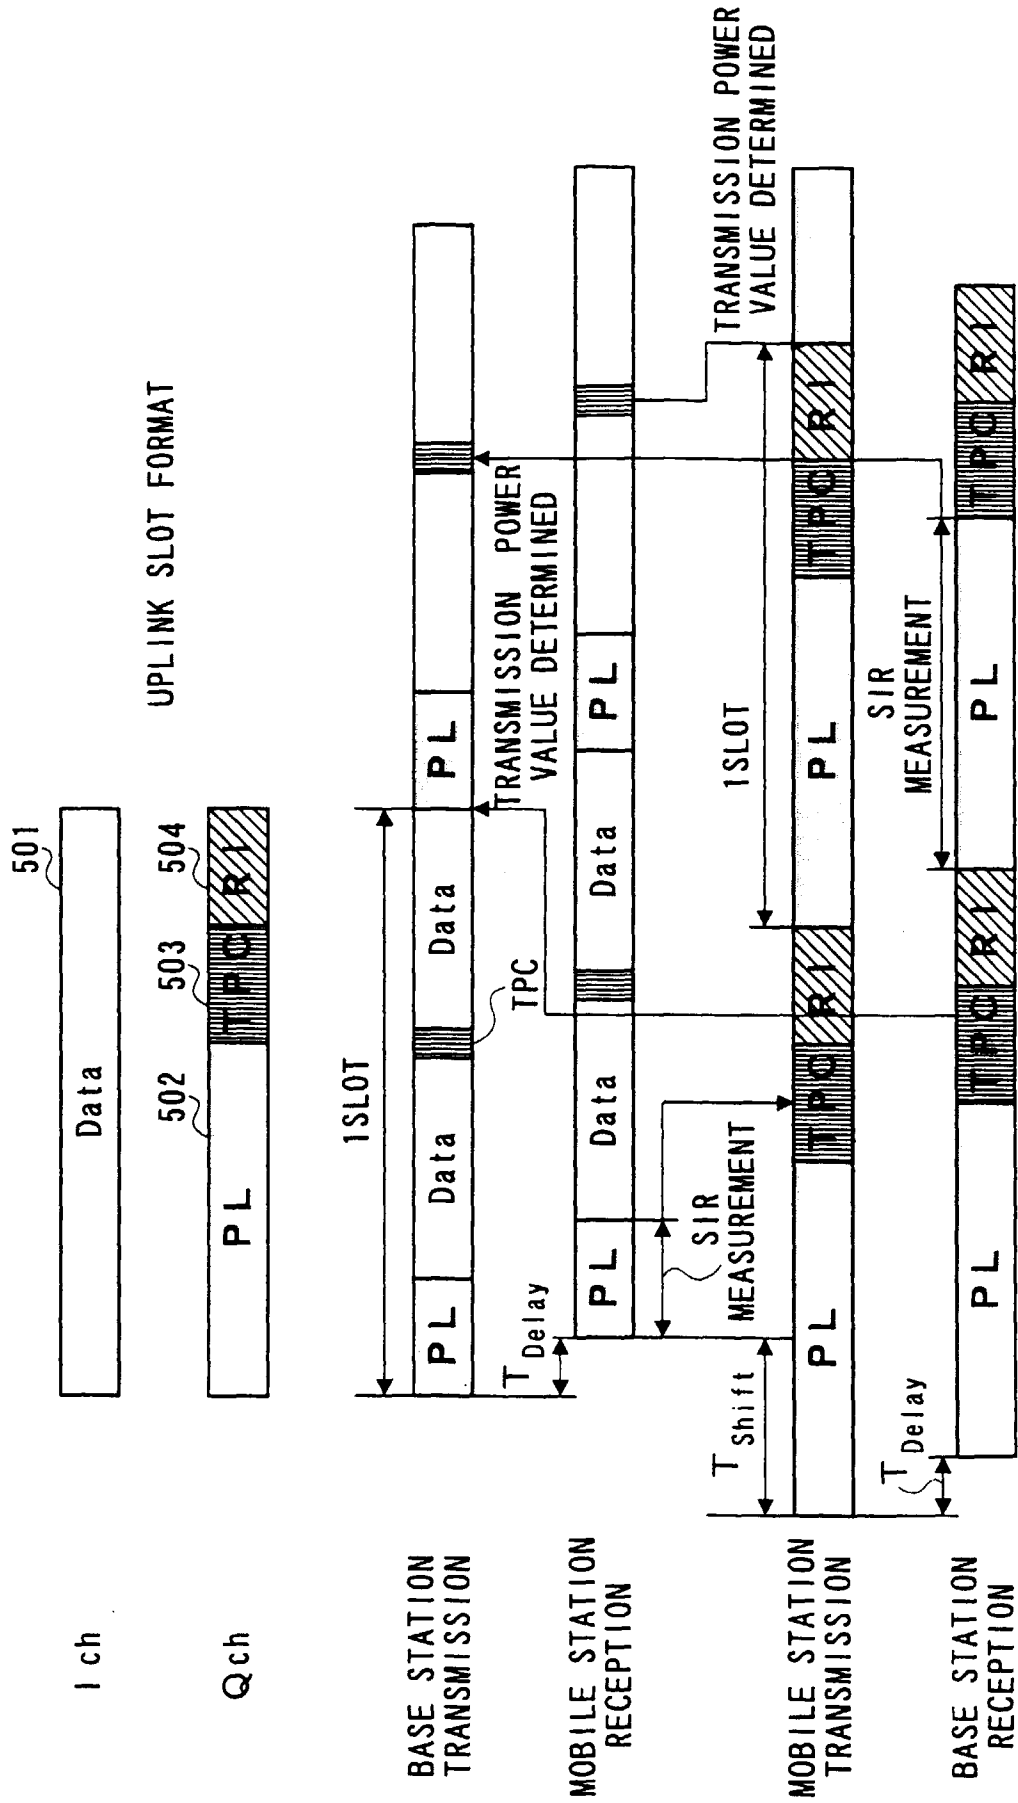 I ch
Data
501
Qch
PL
TPC
RI
502
503
504
UPLINK SLOT FORMAT
1SLOT
BASE STATION
TRANSMISSION
PL
Data
Data
PL
TPC
TRANSMISSION POWER
VALUE DETERMINED
T Delay
MOBILE STATION
RECEPTION
PL
Data
Data
PL
SIR
MEASUREMENT
TRANSMISSION POWER
VALUE DETERMINED
T Shift
1SLOT
MOBILE STATION
TRANSMISSION
PL
TPC
RI
PL
TPC
RI
T Delay
SIR
MEASUREMENT
BASE STATION
RECEPTION
PL
TPC
RI
PL
TPC
RI